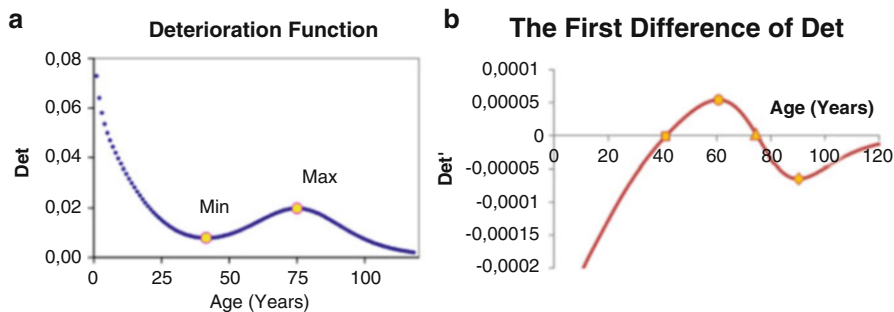 a
Deterioration Function
0,08
0,06
0,04
0,02
0,00
Det
Min
Max
0 25 50 75 100
Age (Years)
b
The First Difference of Det
0,0001
0,00005
0
-0,00005
-0,0001
-0,00015
-0,0002
Det'
Age (Years)
0 20 40 60 80 100 120